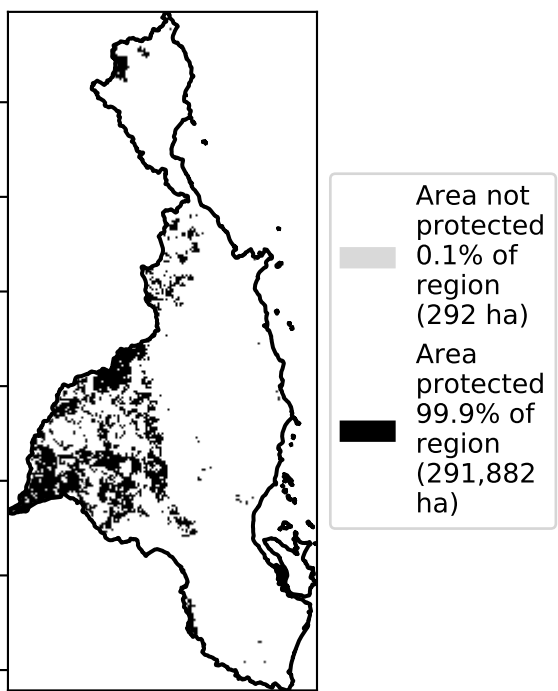 Area not
protected
0.1% of
region
(292 ha)
Area
protected
99.9% of
region
(291,882
ha)